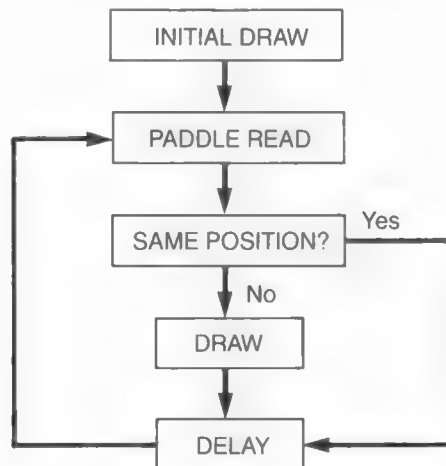 INITIAL DRAW
PADDLE READ
SAME POSITION?
Yes
No
DRAW
DELAY